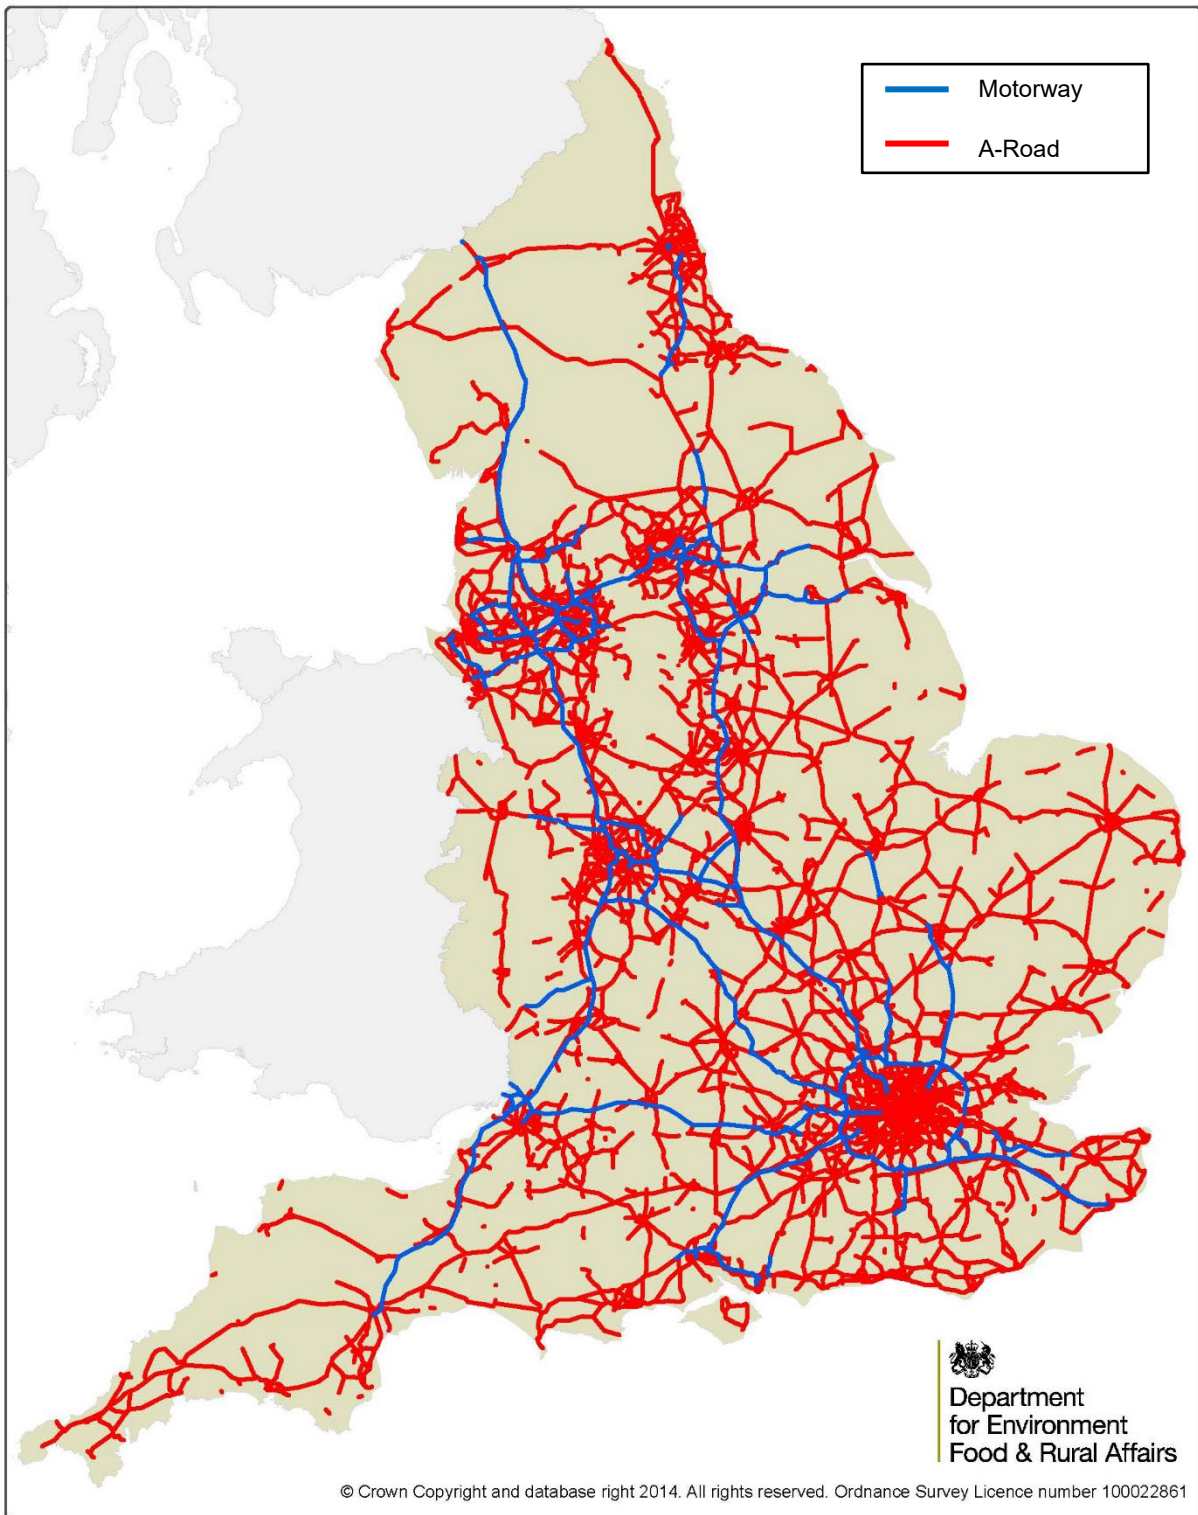 Motorway
A-Road
Department
for Environment
Food & Rural Affairs
© Crown Copyright and database right 2014. All rights reserved. Ordnance Survey Licence number 100022861